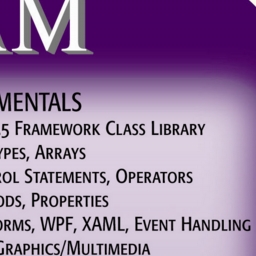 AM
MENTALS
.5 FRAMEWORK CLASS LIBRARY
YPES, ARRAYS
ROL STATEMENTS, OPERATORS
ODS, PROPERTIES
ORMS, WPF, XAML, EVENT HANDLING
GRAPHICS/MULTIMEDIA